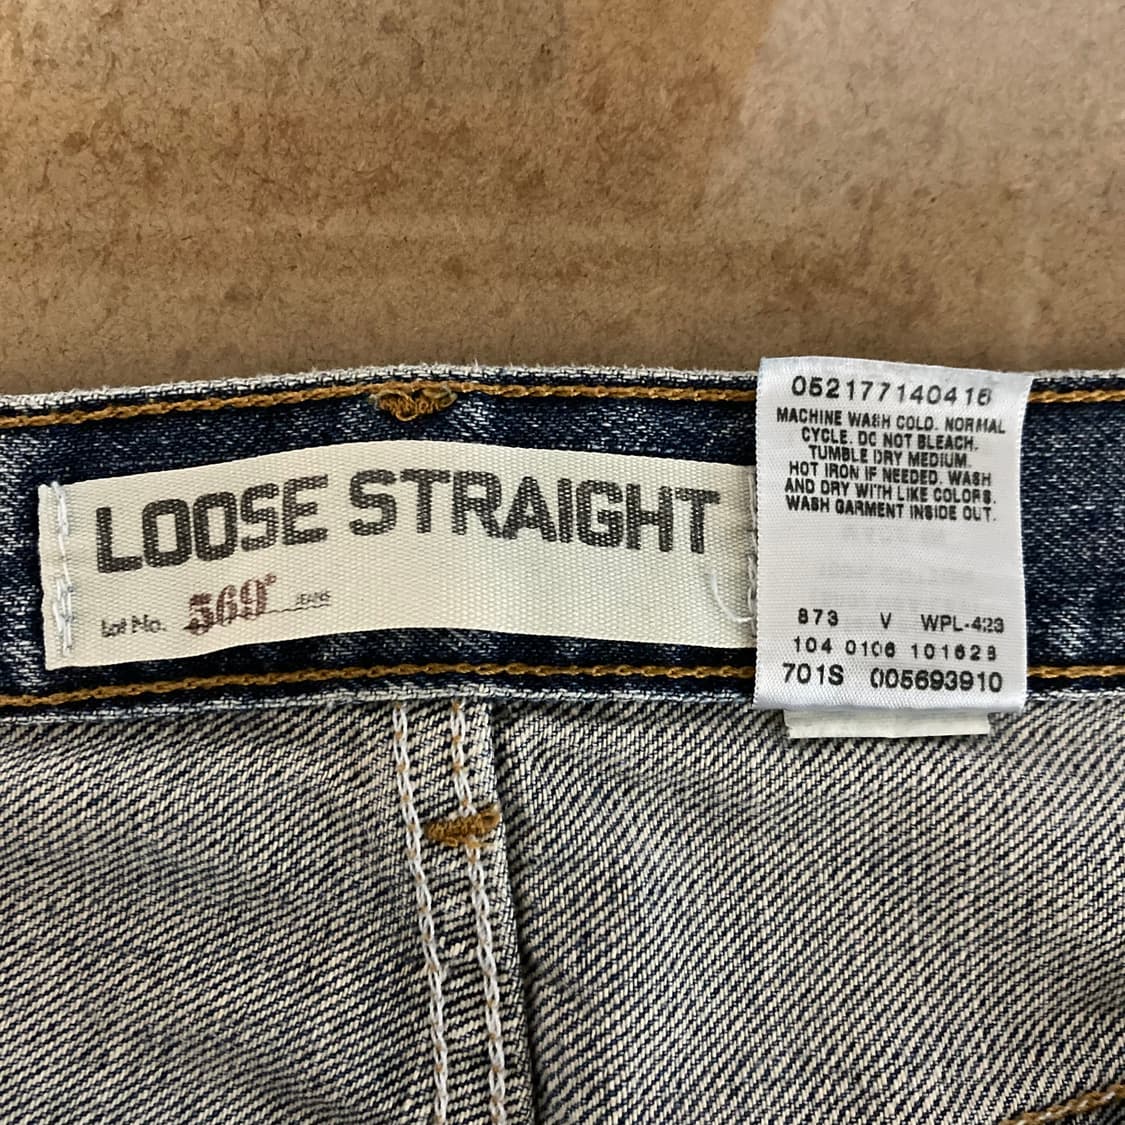 LOOSE STRAIGHT
Lot No. 569® JEANS
052177140416
MACHINE WASH COLD. NORMAL
CYCLE. DO NOT BLEACH.
TUMBLE DRY MEDIUM.
HOT IRON IF NEEDED. WASH
AND DRY WITH LIKE COLORS.
WASH GARMENT INSIDE OUT.
873 V WPL-423
104 0106 101628
701S 005693910